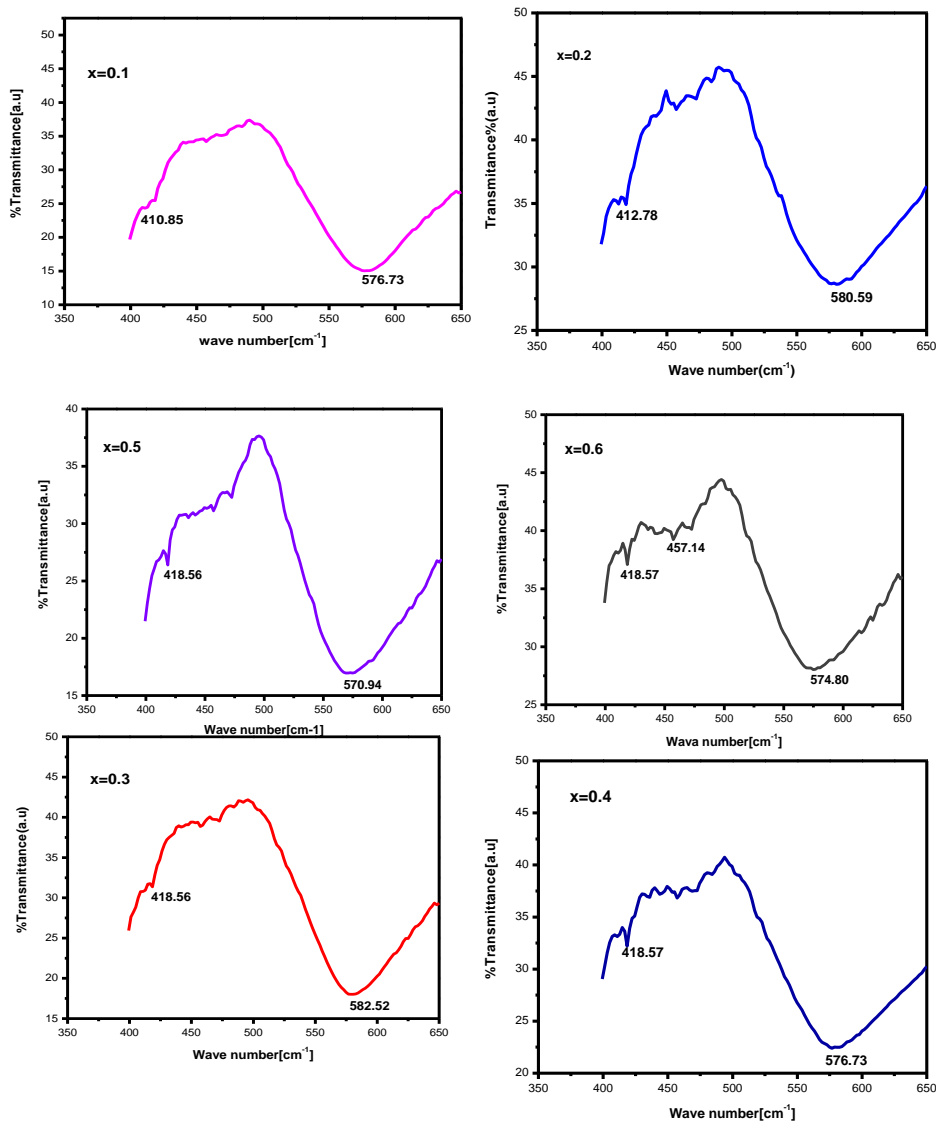 %Transmittance[a.u]
50
45
40
35
30
25
20
15
10
x=0.1
410.85
576.73
350 400 450 500 550 600 650
wave number[cm⁻¹]
Transmitance%(a.u)
50
45
40
35
30
25
x=0.2
412.78
580.59
350 400 450 500 550 600 650
Wave number(cm⁻¹)
%Transmittance[a.u]
40
35
30
25
20
15
x=0.5
418.56
570.94
350 400 450 500 550 600 650
Wave number[cm-1]
%Transmittance[a.u]
50
45
40
35
30
25
x=0.6
457.14
418.57
574.80
350 400 450 500 550 600 650
Wava number[cm⁻¹]
%Transmittance(a.u)
50
45
40
35
30
25
20
15
x=0.3
418.56
582.52
350 400 450 500 550 600 650
Wave number[cm⁻¹]
%Transmittance[a.u]
50
45
40
35
30
25
20
x=0.4
418.57
576.73
350 400 450 500 550 600 650
Wave number[cm⁻¹]